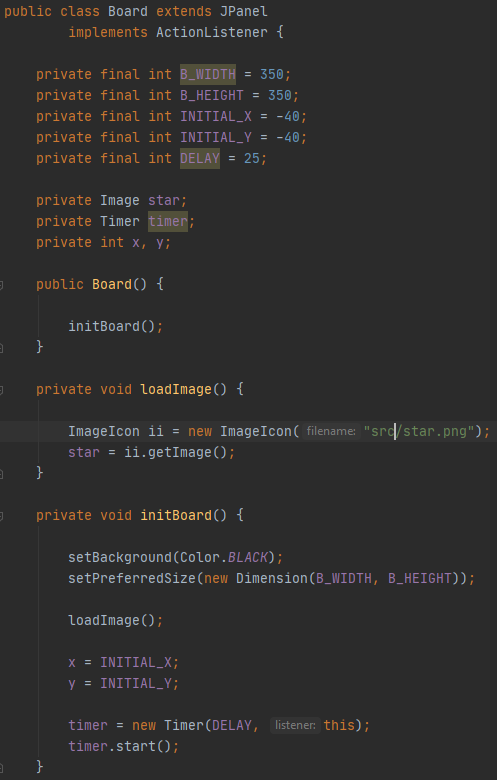 public class Board extends JPanel
        implements ActionListener {

    private final int B_WIDTH = 350;
    private final int B_HEIGHT = 350;
    private final int INITIAL_X = -40;
    private final int INITIAL_Y = -40;
    private final int DELAY = 25;

    private Image star;
    private Timer timer;
    private int x, y;

    public Board() {

        initBoard();
    }

    private void loadImage() {

        ImageIcon ii = new ImageIcon( filename: "src/star.png");
        star = ii.getImage();
    }

    private void initBoard() {

        setBackground(Color.BLACK);
        setPreferredSize(new Dimension(B_WIDTH, B_HEIGHT));

        loadImage();

        x = INITIAL_X;
        y = INITIAL_Y;

        timer = new Timer(DELAY, listener: this);
        timer.start();
    }